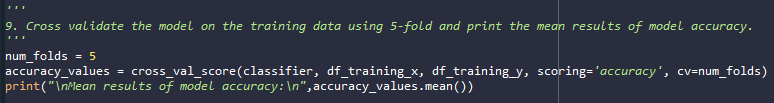 '''
9. Cross validate the model on the training data using 5-fold and print the mean results of model accuracy.
'''
num_folds = 5
accuracy_values = cross_val_score(classifier, df_training_x, df_training_y, scoring='accuracy', cv=num_folds)
print("\nMean results of model accuracy:\n",accuracy_values.mean())